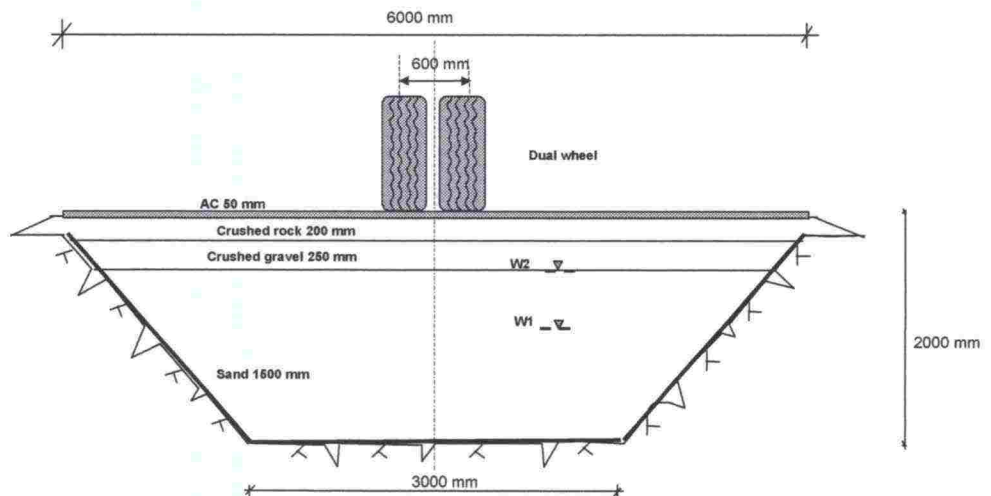 6000 mm
600 mm
Dual wheel
AC 50 mm
Crushed rock 200 mm
Crushed gravel 250 mm
W2
W1
2000 mm
Sand 1500 mm
3000 mm